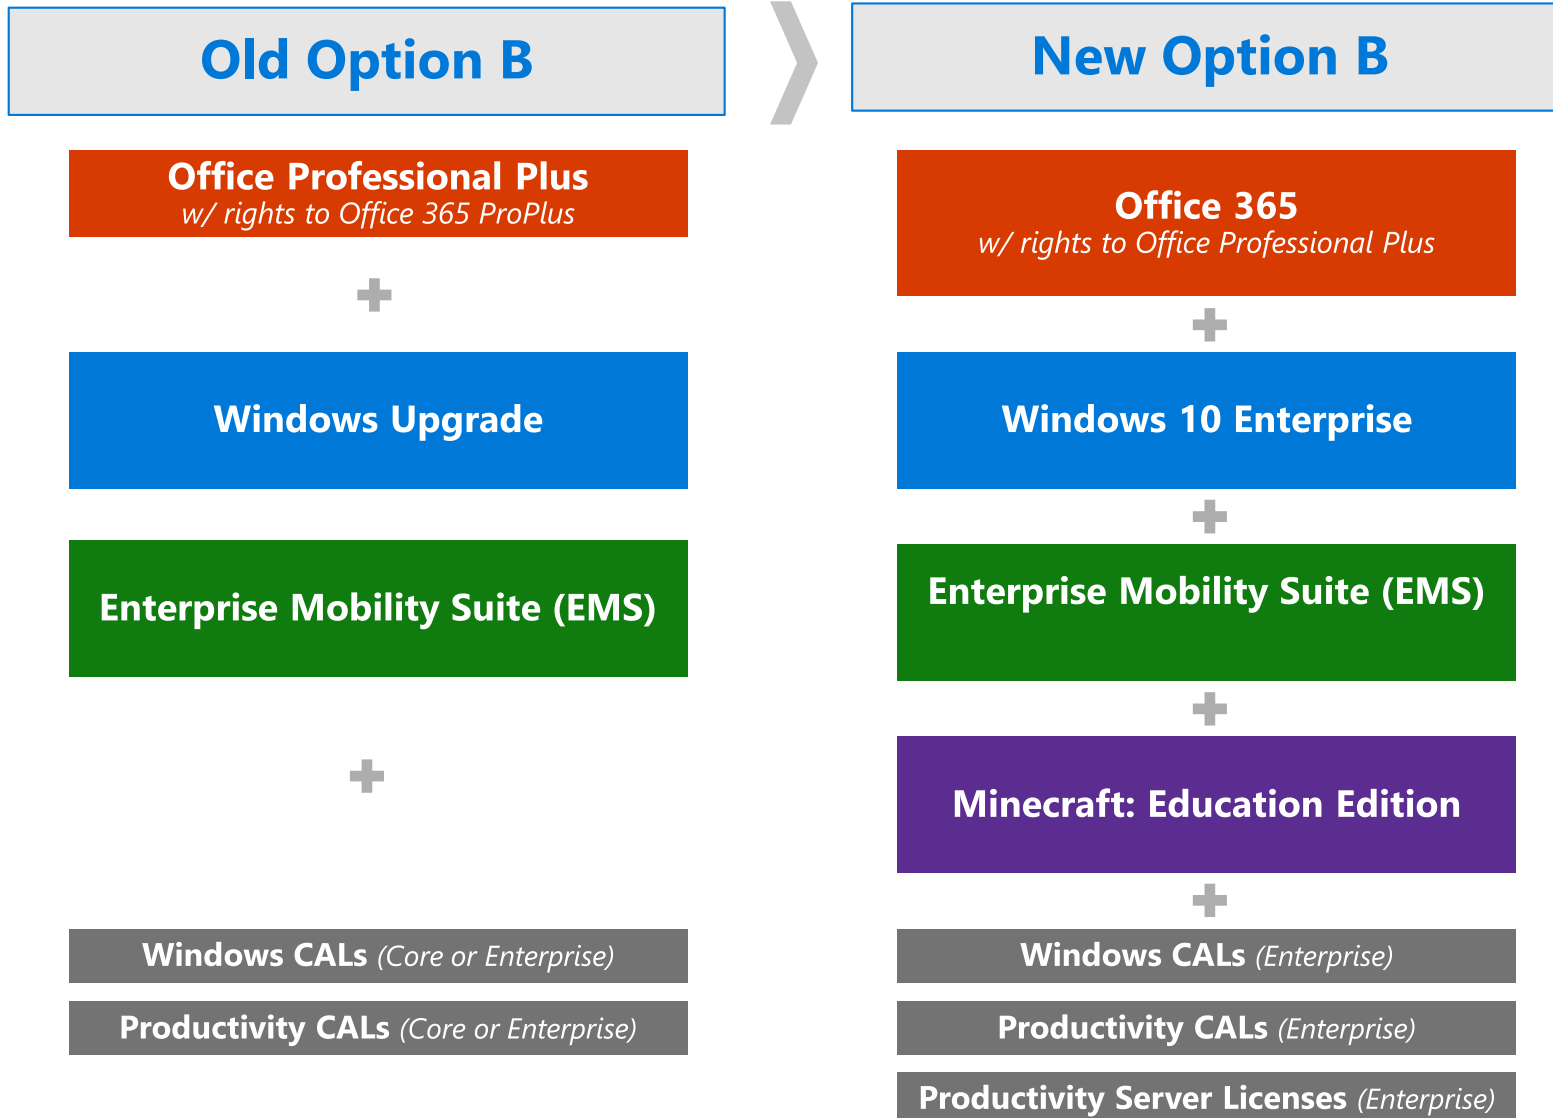 Old Option B
Office Professional Plus
w/ rights to Office 365 ProPlus
Windows Upgrade
Enterprise Mobility Suite (EMS)
Windows CALs (Core or Enterprise)
Productivity CALs (Core or Enterprise)
New Option B
Office 365
w/ rights to Office Professional Plus
Windows 10 Enterprise
Enterprise Mobility Suite (EMS)
Minecraft: Education Edition
Windows CALs (Enterprise)
Productivity CALs (Enterprise)
Productivity Server Licenses (Enterprise)